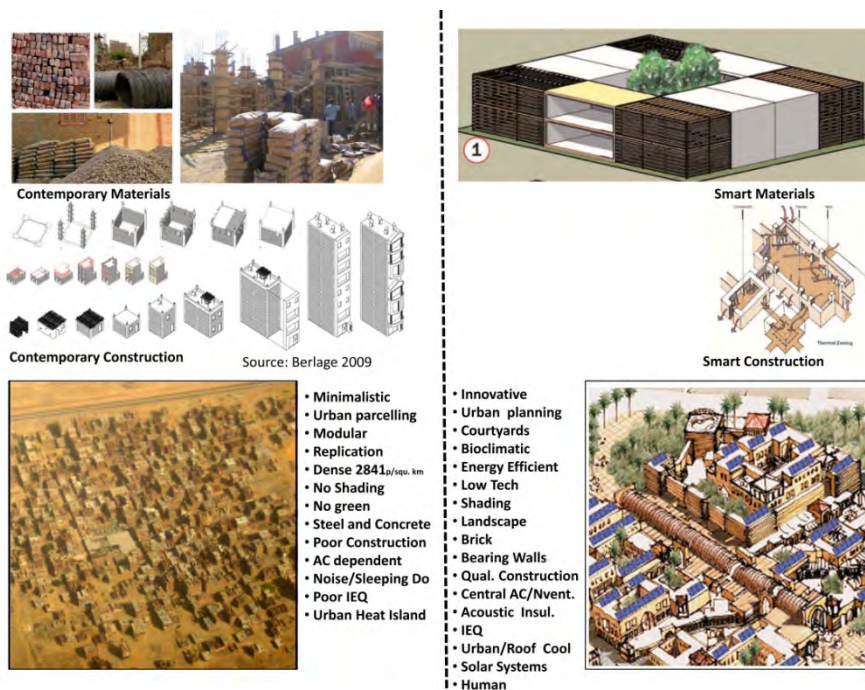 Contemporary Materials
Contemporary Construction
Source: Berlage 2009
• Minimalistic
• Urban parcelling
• Modular
• Replication
• Dense 2841p/squ. km
• No Shading
• No green
• Steel and Concrete
• Poor Construction
• AC dependent
• Noise/Sleeping Do
• Poor IEQ
• Urban Heat Island
1
Smart Materials
Thermal Zoning
Smart Construction
• Innovative
• Urban planning
• Courtyards
• Bioclimatic
• Energy Efficient
• Low Tech
• Shading
• Landscape
• Brick
• Bearing Walls
• Qual. Construction
• Central AC/Nvent.
• Acoustic Insul.
• IEQ
• Urban/Roof Cool
• Solar Systems
• Human